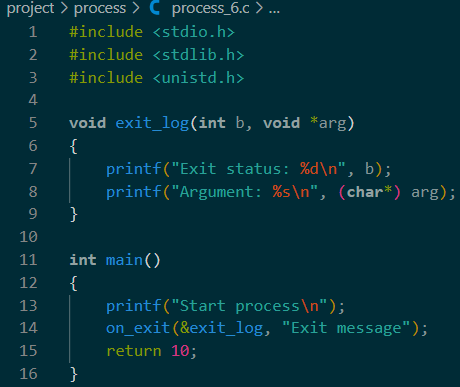 project > process > C process_6.c > ...
1 #include <stdio.h>
2 #include <stdlib.h>
3 #include <unistd.h>
4
5 void exit_log(int b, void *arg)
6 {
7     printf("Exit status: %d\n", b);
8     printf("Argument: %s\n", (char*) arg);
9 }
10
11 int main()
12 {
13     printf("Start process\n");
14     on_exit(&exit_log, "Exit message");
15     return 10;
16 }